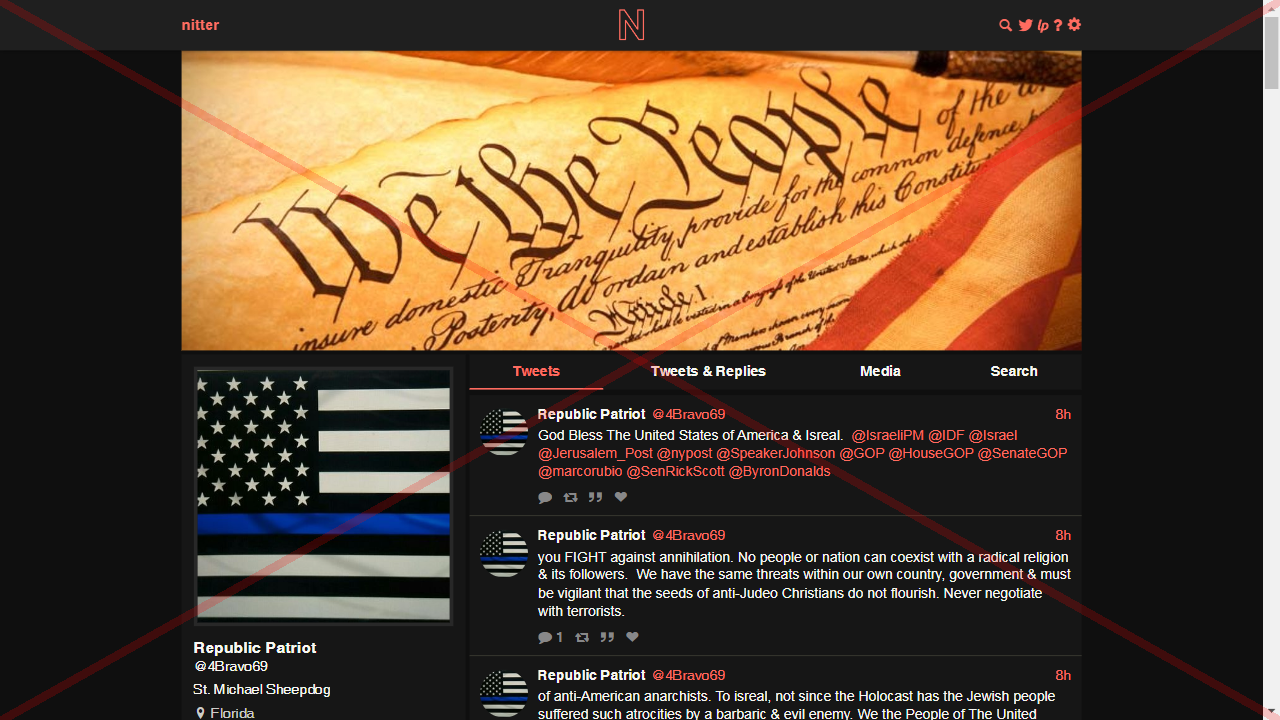 nitter
N
lp ?
We the People of the
insure domestic Tranquility, provide for the common defence,
Posterity, do ordain and establish this Constitu
Article I
Tweets
Tweets & Replies
Media
Search
Republic Patriot @4Bravo69 8h
God Bless The United States of America & Isreal. @IsraeliPM @IDF @Israel
@Jerusalem_Post @nypost @SpeakerJohnson @GOP @HouseGOP @SenateGOP
@marcorubio @SenRickScott @ByronDonalds
Republic Patriot @4Bravo69 8h
you FIGHT against annihilation. No people or nation can coexist with a radical religion
& its followers. We have the same threats within our own country, government & must
be vigilant that the seeds of anti-Judeo Christians do not flourish. Never negotiate
with terrorists.
1
Republic Patriot @4Bravo69 8h
of anti-American anarchists. To isreal, not since the Holocast has the Jewish people
suffered such atrocities by a barbaric & evil enemy. We the People of The United
Republic Patriot
@4Bravo69
St. Michael Sheepdog
Florida